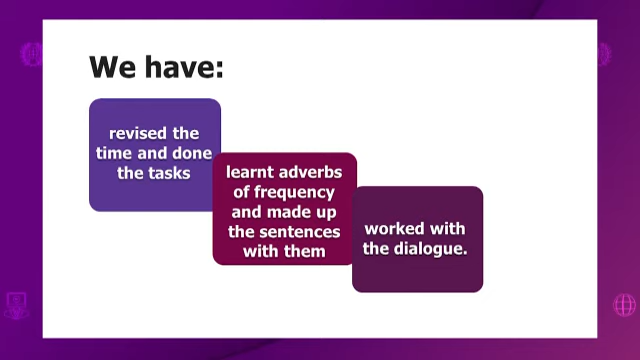 We have:
revised the
time and done
the tasks
learnt adverbs
of frequency
and made up
the sentences
with them
worked with
the dialogue.